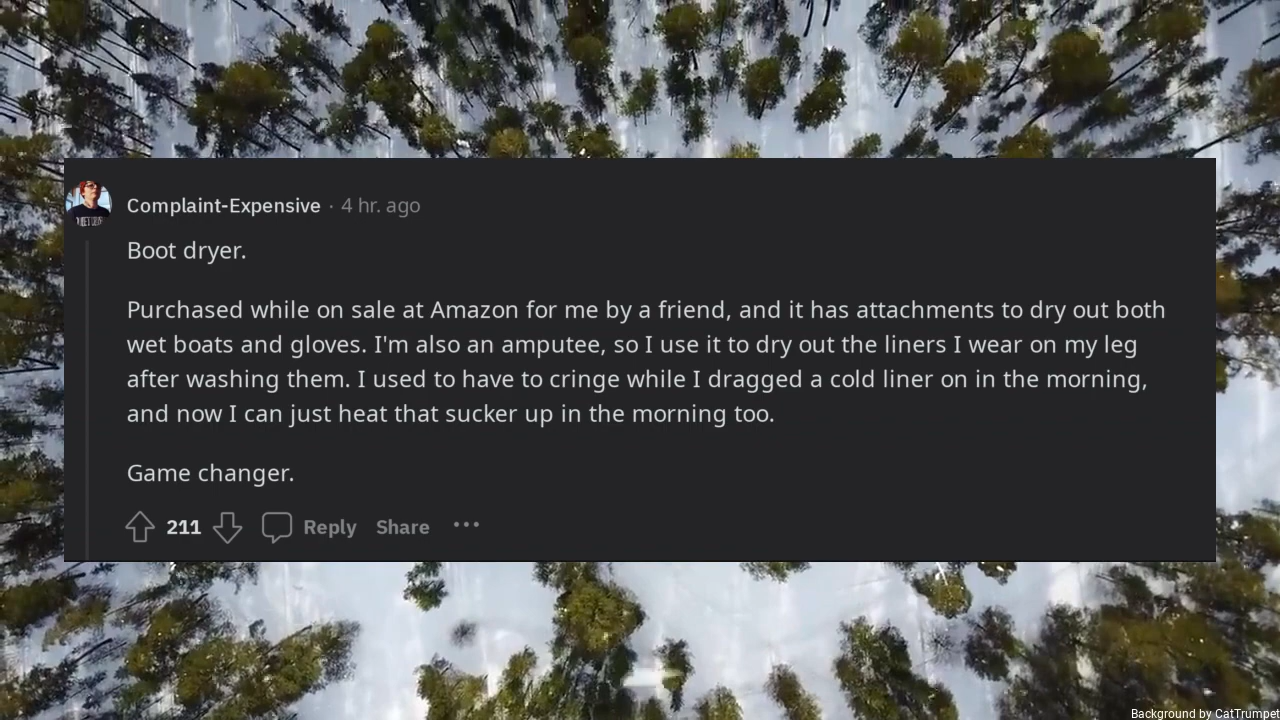 Complaint-Expensive · 4 hr. ago
Boot dryer.
Purchased while on sale at Amazon for me by a friend, and it has attachments to dry out both
wet boats and gloves. I'm also an amputee, so I use it to dry out the liners I wear on my leg
after washing them. I used to have to cringe while I dragged a cold liner on in the morning,
and now I can just heat that sucker up in the morning too.
Game changer.
211 Reply Share ···
Background by CatTrumpet